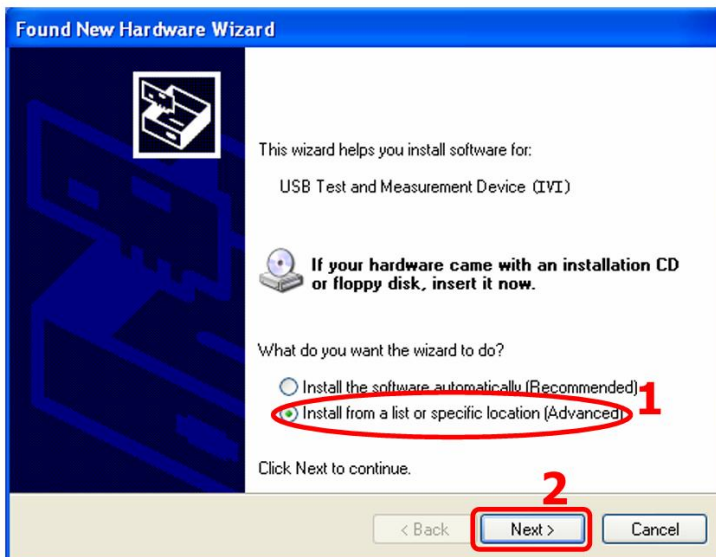 Found New Hardware Wizard
This wizard helps you install software for:
USB Test and Measurement Device (IVI)
If your hardware came with an installation CD
or floppy disk, insert it now.
What do you want the wizard to do?
Install the software automatically (Recommended)
Install from a list or specific location (Advanced)
1
Click Next to continue.
2
< Back
Next >
Cancel